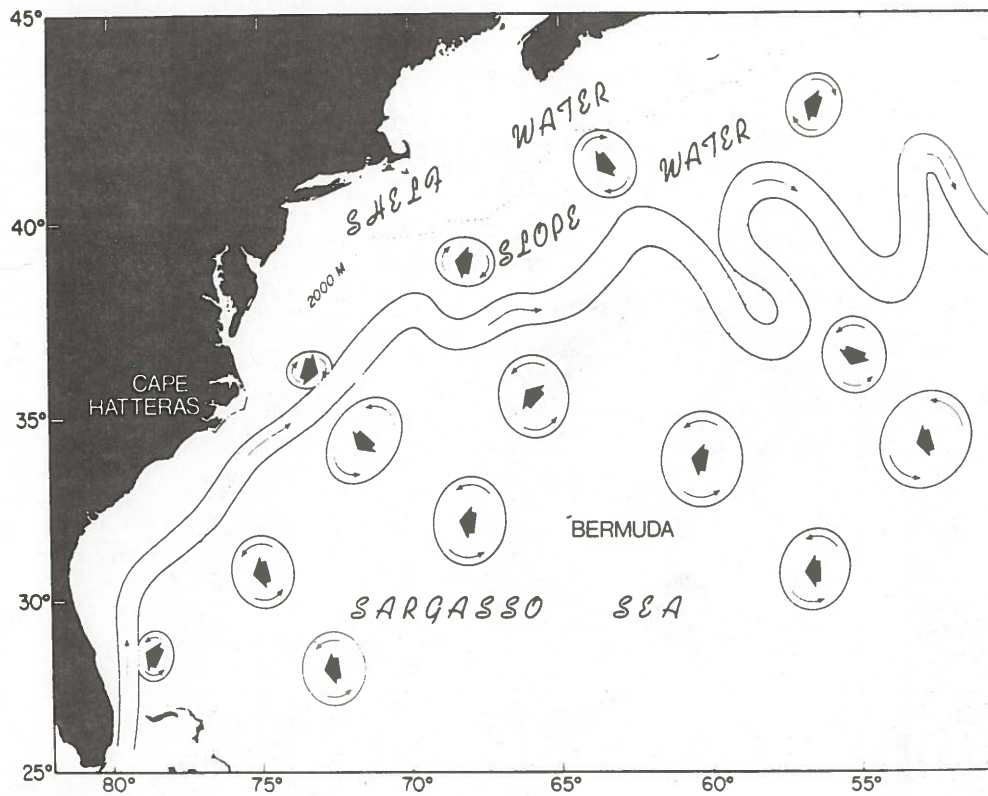 45°
WATER
WATER
SHELF
40°
SLOPE
2000 M
CAPE
HATTERAS
35°
BERMUDA
30°
SARGASSO SEA
25°
80° 75° 70° 65° 60° 55°